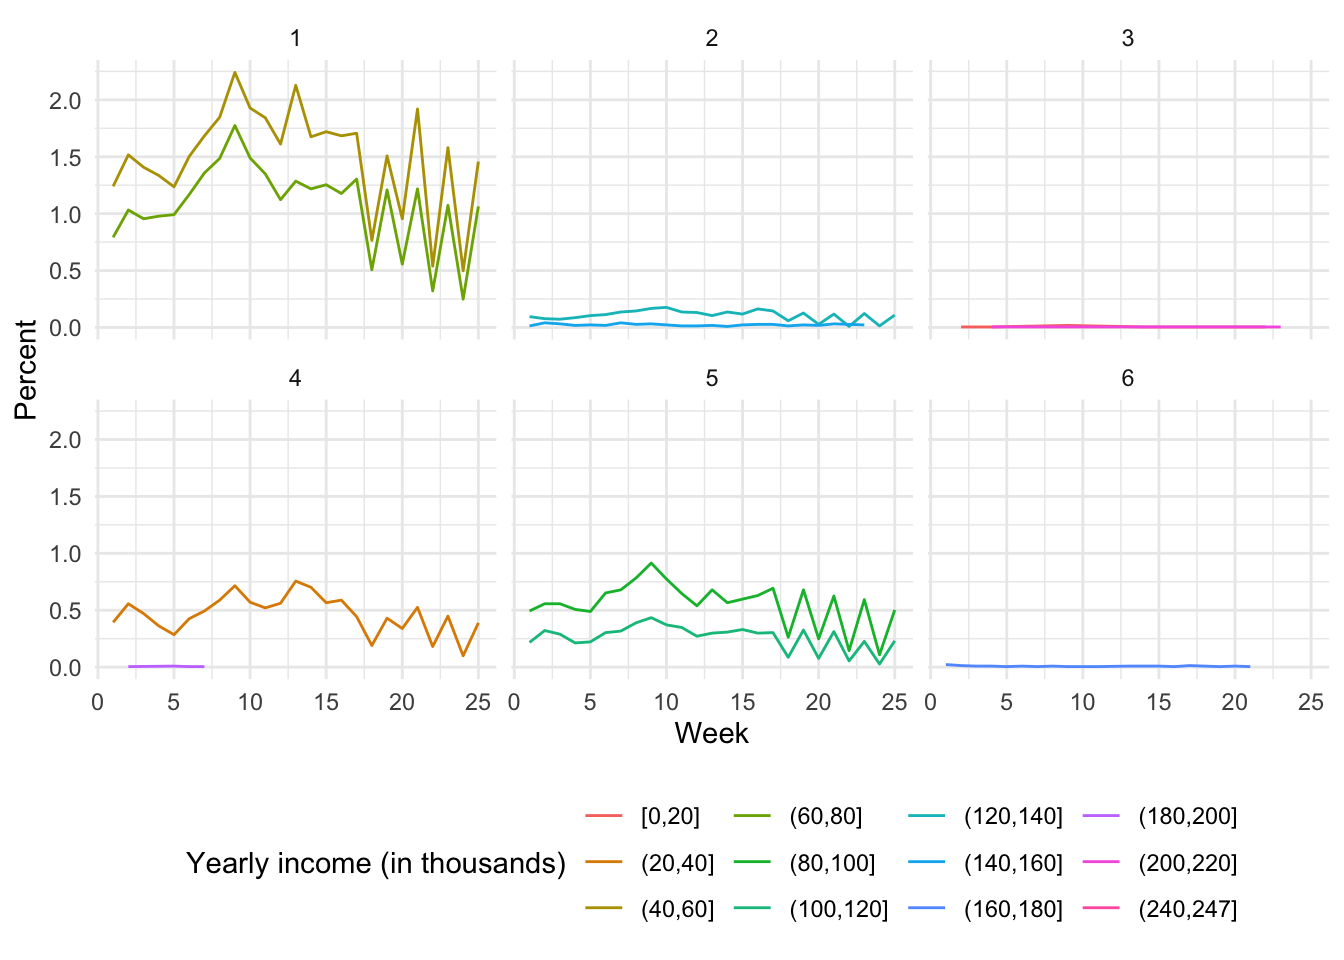 1 2 3
2.0
1.5
1.0
0.5
0.0
Percent
4 5 6
2.0
1.5
1.0
0.5
0.0
0 5 10 15 20 25 0 5 10 15 20 25 0 5 10 15 20 25
Week
Yearly income (in thousands)
[0,20] (60,80] (120,140] (180,200]
(20,40] (80,100] (140,160] (200,220]
(40,60] (100,120] (160,180] (240,247]